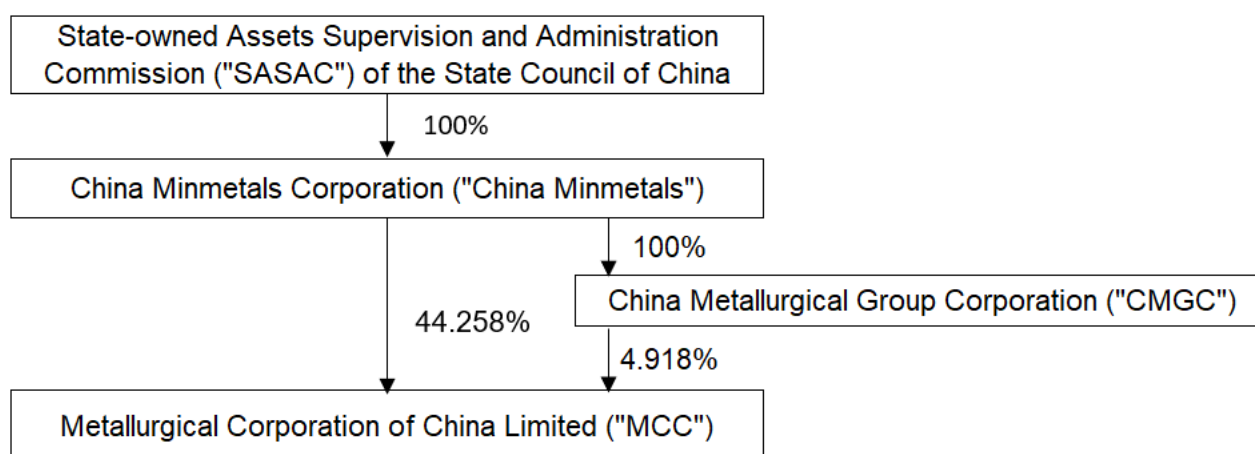 State-owned Assets Supervision and Administration
Commission ("SASAC") of the State Council of China
100%
China Minmetals Corporation ("China Minmetals")
100%
China Metallurgical Group Corporation ("CMGC")
44.258%
4.918%
Metallurgical Corporation of China Limited ("MCC")